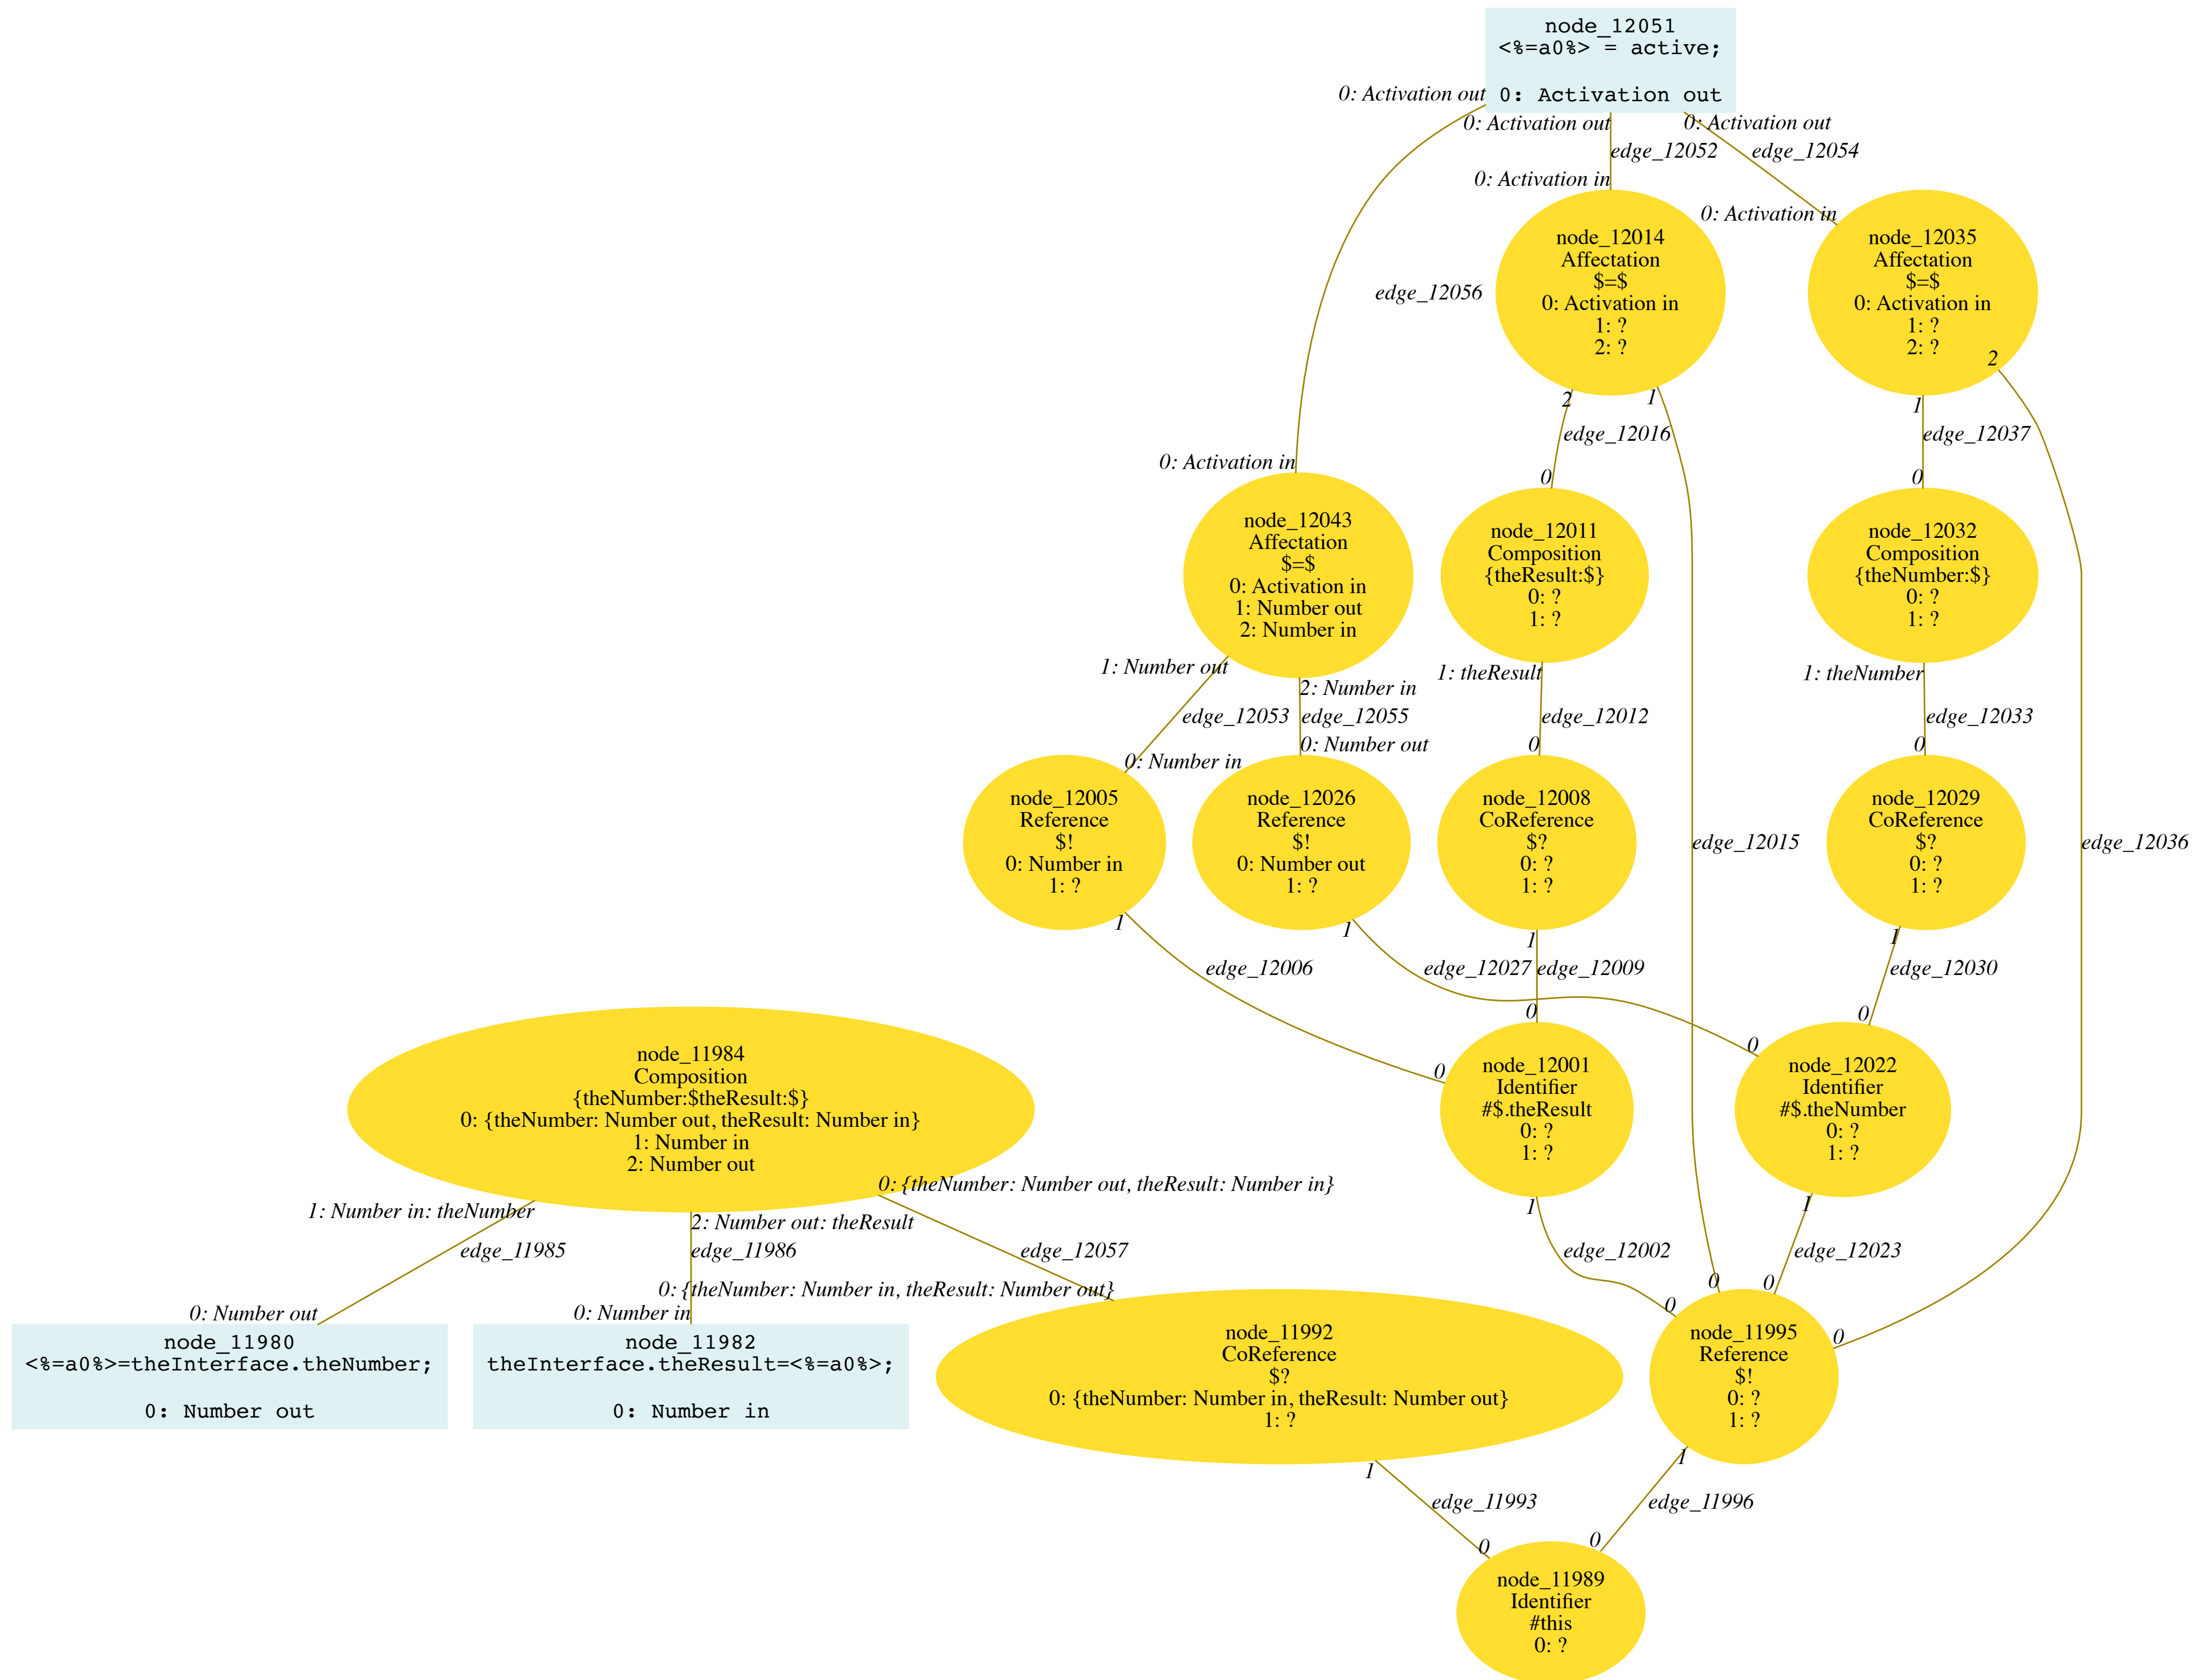 node_12051
<%=a0%> = active;
0: Activation out
0: Activation out
0: Activation out
0: Activation out
edge_12052
edge_12054
0: Activation in
0: Activation in
node_12014
Affectation
$=$
0: Activation in
1: ?
2: ?
node_12035
Affectation
$=$
0: Activation in
1: ?
2: ?
edge_12056
2
2
1
1
edge_12016
edge_12037
0: Activation in
0
0
node_12043
Affectation
$=$
0: Activation in
1: Number out
2: Number in
node_12011
Composition
{theResult:$}
0: ?
1: ?
node_12032
Composition
{theNumber:$}
0: ?
1: ?
1: Number out
2: Number in
1: theResult
1: theNumber
edge_12053
edge_12055
edge_12012
edge_12033
0: Number in
0: Number out
0
0
node_12005
Reference
$!
0: Number in
1: ?
node_12026
Reference
$!
0: Number out
1: ?
node_12008
CoReference
$?
0: ?
1: ?
edge_12015
node_12029
CoReference
$?
0: ?
1: ?
edge_12036
1
1
1
1
edge_12006
edge_12027
edge_12009
edge_12030
0
0
0
0
node_11984
Composition
{theNumber:$theResult:$}
0: {theNumber: Number out, theResult: Number in}
1: Number in
2: Number out
node_12001
Identifier
#$.theResult
0: ?
1: ?
node_12022
Identifier
#$.theNumber
0: ?
1: ?
0: {theNumber: Number out, theResult: Number in}
1: Number in: theNumber
2: Number out: theResult
1
1
edge_11985
edge_11986
edge_12057
edge_12002
edge_12023
0: Number out
0: {theNumber: Number in, theResult: Number out}
0: Number in
0
0
0
0
node_11980
<%=a0%>=theInterface.theNumber;
0: Number out
node_11982
theInterface.theResult=<%=a0%>;
0: Number in
node_11992
CoReference
$?
0: {theNumber: Number in, theResult: Number out}
1: ?
node_11995
Reference
$!
0: ?
1: ?
1
1
edge_11993
edge_11996
0
0
node_11989
Identifier
#this
0: ?